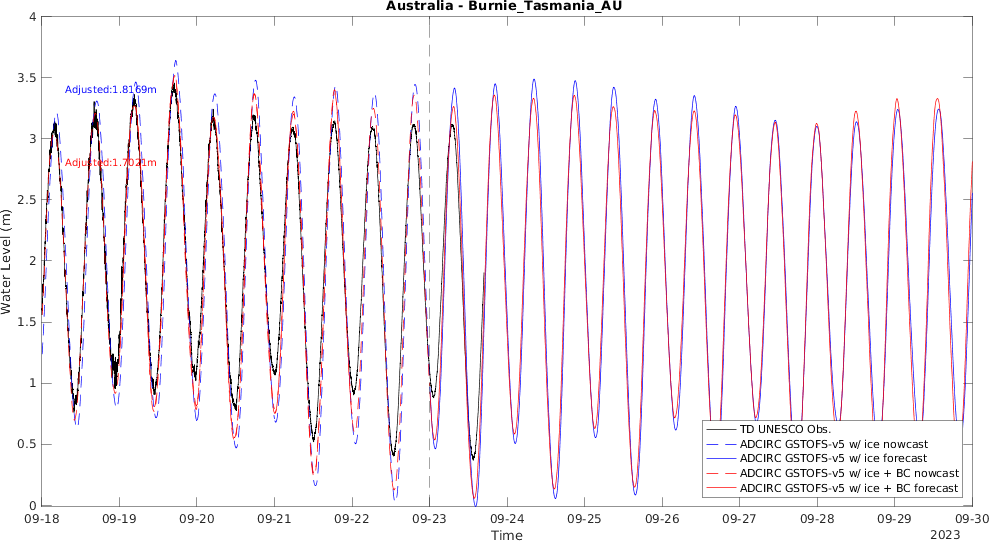 Australia - Burnie_Tasmania_AU
4
3.5
3
2.5
2
1.5
1
0.5
0
Water Level (m)
Adjusted:1.8169m
Adjusted:1.7021m
TD UNESCO Obs.
ADCIRC GSTOFS-v5 w/ ice nowcast
ADCIRC GSTOFS-v5 w/ ice forecast
ADCIRC GSTOFS-v5 w/ ice + BC nowcast
ADCIRC GSTOFS-v5 w/ ice + BC forecast
09-18 09-19 09-20 09-21 09-22 09-23 09-24 09-25 09-26 09-27 09-28 09-29 09-30
Time
2023